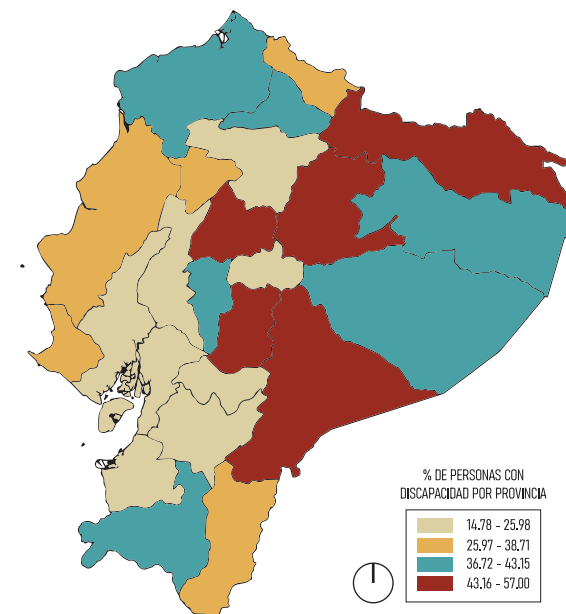 % DE PERSONAS CON
DISCAPACIDAD POR PROVINCIA
14.78 - 25.98
25.97 - 38.71
36.72 - 43.15
43.16 - 57.00